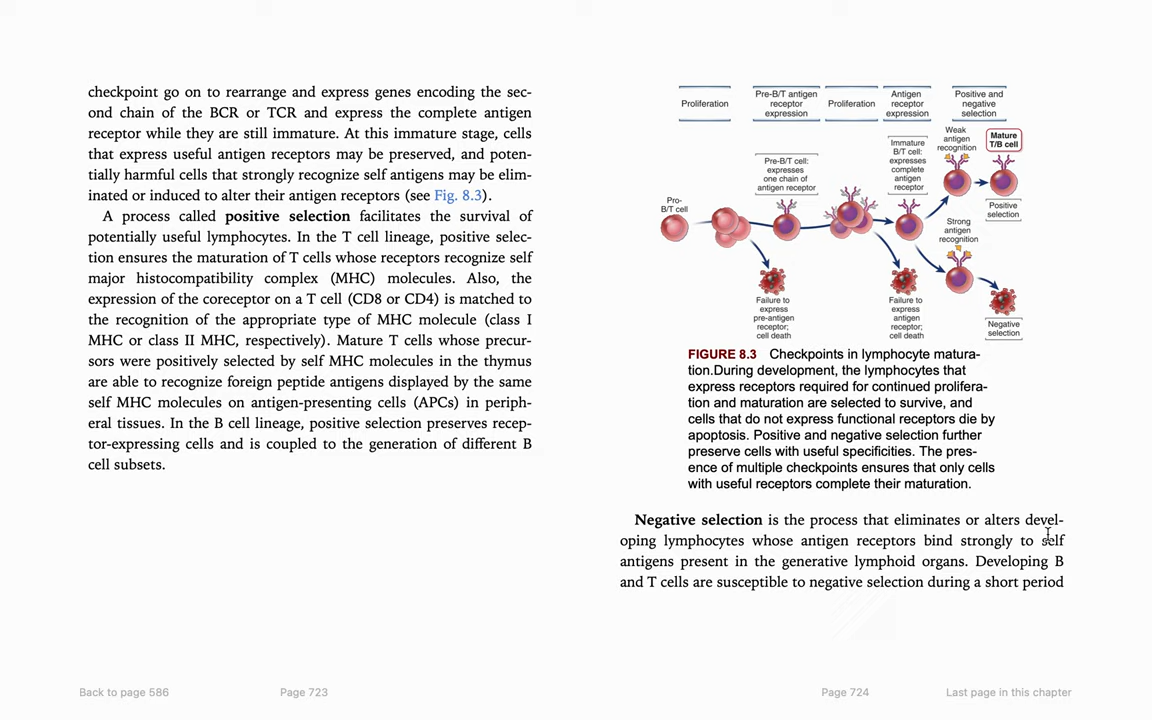 checkpoint go on to rearrange and express genes encoding the sec-
ond chain of the BCR or TCR and express the complete antigen
receptor while they are still immature. At this immature stage, cells
that express useful antigen receptors may be preserved, and poten-
tially harmful cells that strongly recognize self antigens may be elim-
inated or induced to alter their antigen receptors (see Fig. 8.3).
A process called positive selection facilitates the survival of
potentially useful lymphocytes. In the T cell lineage, positive selec-
tion ensures the maturation of T cells whose receptors recognize self
major histocompatibility complex (MHC) molecules. Also, the
expression of the coreceptor on a T cell (CD8 or CD4) is matched to
the recognition of the appropriate type of MHC molecule (class I
MHC or class II MHC, respectively). Mature T cells whose precur-
sors were positively selected by self MHC molecules in the thymus
are able to recognize foreign peptide antigens displayed by the same
self MHC molecules on antigen-presenting cells (APCs) in periph-
eral tissues. In the B cell lineage, positive selection preserves recep-
tor-expressing cells and is coupled to the generation of different B
cell subsets.
Proliferation
Pre-B/T antigen
receptor
expression
Proliferation
Antigen
receptor
expression
Positive and
negative
selection
Weak
antigen
recognition
Mature
T/B cell
Immature
B/T cell:
expresses
complete
antigen
receptor
Pre-B/T cell:
expresses
one chain of
antigen receptor
Pro-
B/T cell
Positive
selection
Strong
antigen
recognition
Failure to
express
pre-antigen
receptor;
cell death
Failure to
express
antigen
receptor;
cell death
Negative
selection
FIGURE 8.3 Checkpoints in lymphocyte matura-
tion.During development, the lymphocytes that
express receptors required for continued prolifera-
tion and maturation are selected to survive, and
cells that do not express functional receptors die by
apoptosis. Positive and negative selection further
preserve cells with useful specificities. The pres-
ence of multiple checkpoints ensures that only cells
with useful receptors complete their maturation.
Negative selection is the process that eliminates or alters devel-
oping lymphocytes whose antigen receptors bind strongly to self
antigens present in the generative lymphoid organs. Developing B
and T cells are susceptible to negative selection during a short period
Back to page 586
Page 723
Page 724
Last page in this chapter